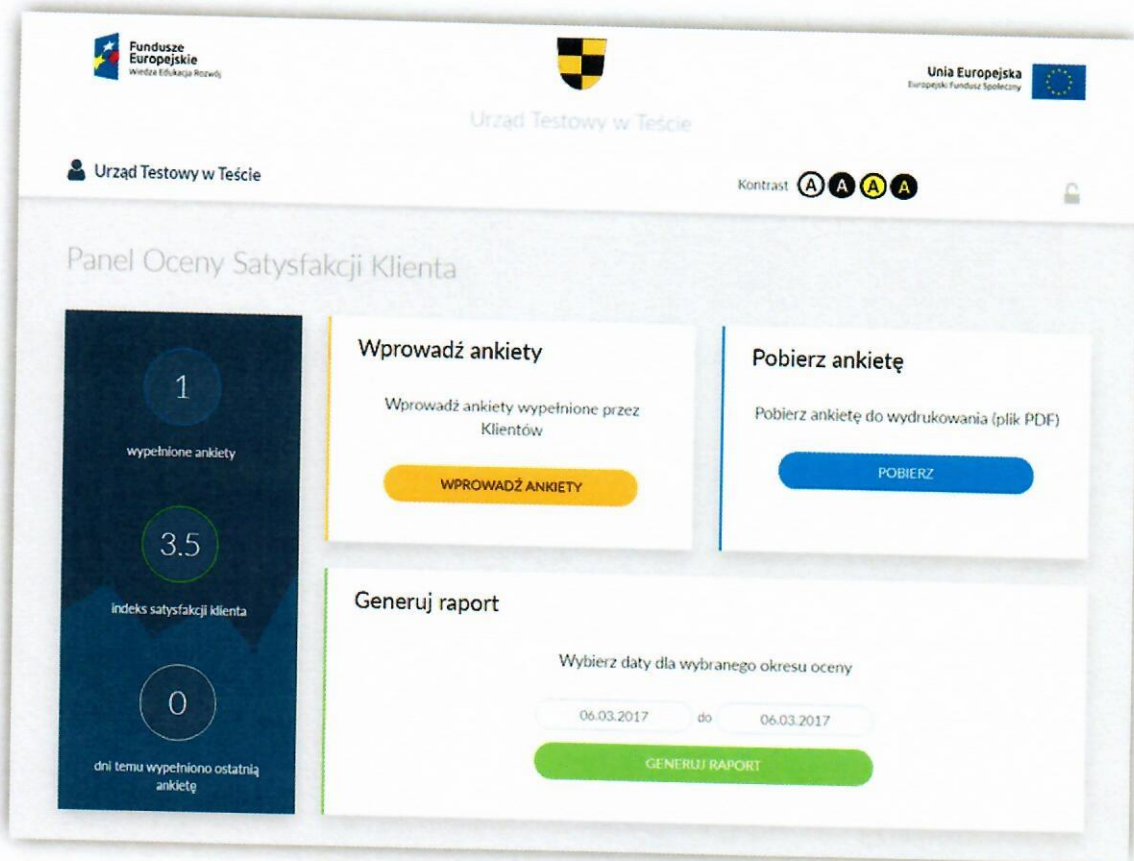 Fundusze
Europejskie
Wiedza Edukacja Rozwój
Unia Europejska
Europejski Fundusz Społeczny
Urząd Testowy w Teście
Urząd Testowy w Teście
Kontrast A A A A
Panel Oceny Satysfakcji Klienta
1
wypełnione ankiety
3.5
indeks satysfakcji klienta
0
dni temu wypełniono ostatnią
ankietę
Wprowadź ankiety
Wprowadź ankiety wypełnione przez
Klientów
WPROWADŹ ANKIETY
Pobierz ankietę
Pobierz ankietę do wydrukowania (plik PDF)
POBIERZ
Generuj raport
Wybierz daty dla wybranego okresu oceny
06.03.2017 do 06.03.2017
GENERUJ RAPORT